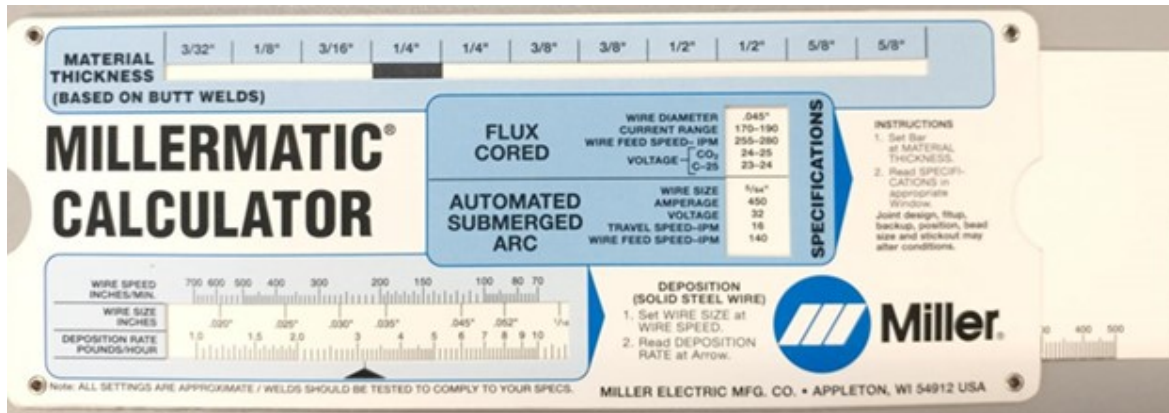 3/32" 1/8" 3/16" 1/4" 1/4" 3/8" 3/8" 1/2" 1/2" 5/8" 5/8"
MATERIAL
THICKNESS
(BASED ON BUTT WELDS)
MILLERMATIC®
CALCULATOR
FLUX
CORED
WIRE DIAMETER .045"
CURRENT RANGE 170–190
WIRE FEED SPEED–IPM 255–280
VOLTAGE CO₂ 24–25
C-25 23–24
AUTOMATED
SUBMERGED
ARC
WIRE SIZE 5/64"
AMPERAGE 450
VOLTAGE 32
TRAVEL SPEED–IPM 16
WIRE FEED SPEED–IPM 140
SPECIFICATIONS
INSTRUCTIONS
1. Set Bar
at MATERIAL
THICKNESS.
2. Read SPECIFI-
CATIONS in
appropriate
Window.
Joint design, fitup,
backup, position, bead
size and stickout may
alter conditions.
WIRE SPEED
INCHES/MIN.
700 600 500 400 300 200 150 100 80 70
WIRE SIZE
INCHES
.020" .025" .030" .035" .045" .052" 1/16
DEPOSITION RATE
POUNDS/HOUR
1.0 1.5 2.0 3 4 5 6 7 8 9 10
DEPOSITION
(SOLID STEEL WIRE)
1. Set WIRE SIZE at
WIRE SPEED.
2. Read DEPOSITION
RATE at Arrow.
Miller®
400 500
Note: ALL SETTINGS ARE APPROXIMATE / WELDS SHOULD BE TESTED TO COMPLY TO YOUR SPECS.
MILLER ELECTRIC MFG. CO. • APPLETON, WI 54912 USA